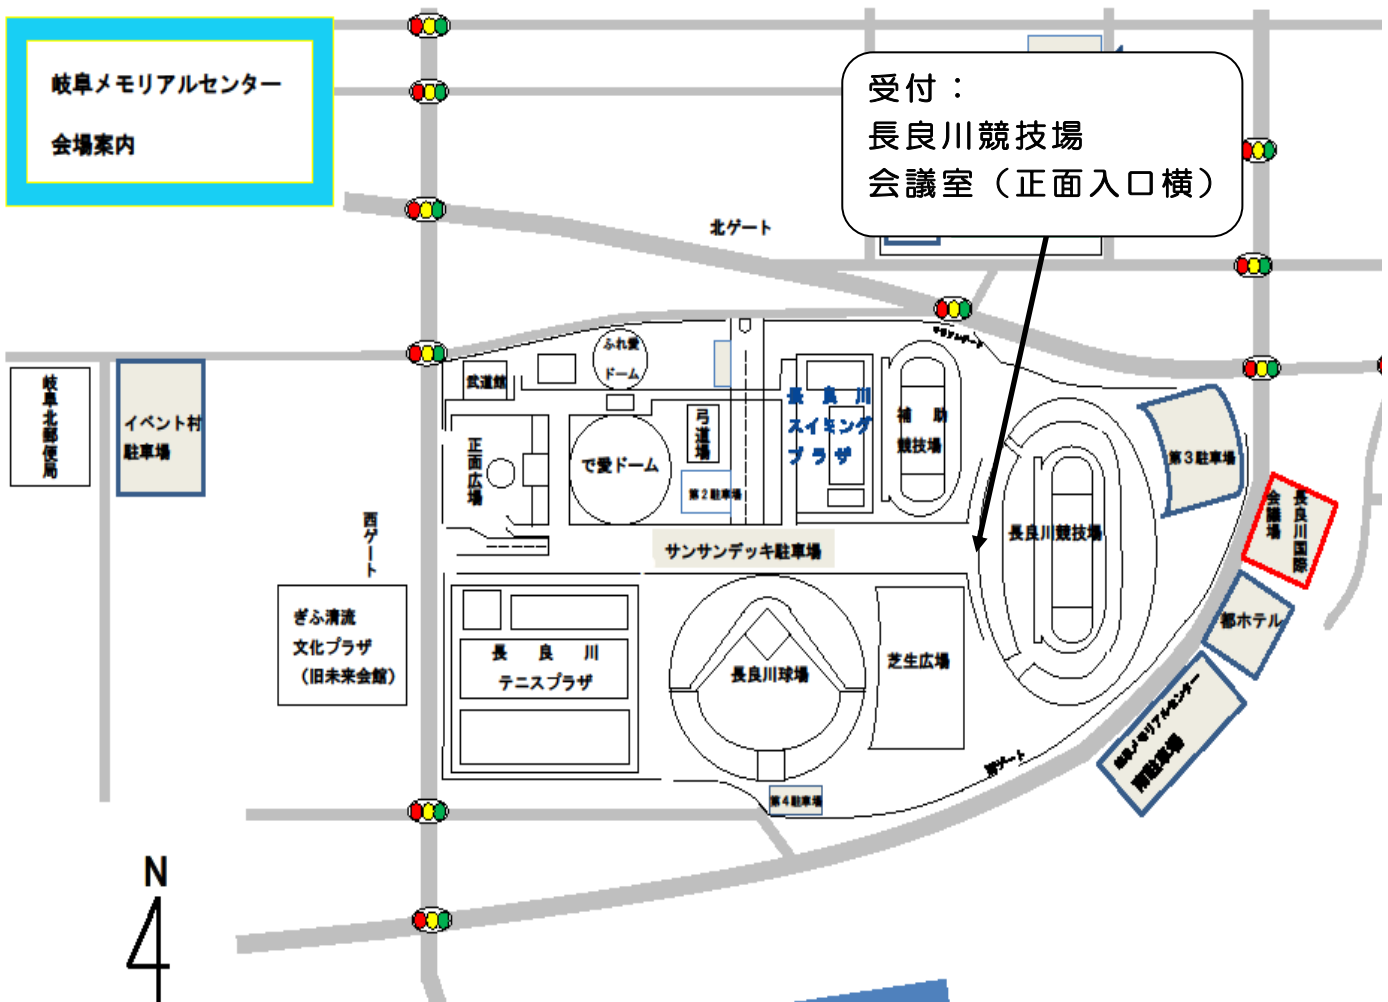 岐阜メモリアルセンター
会場案内
受付：
長良川競技場
会議室（正面入口横）
北ゲート
マラソンゲート
ふれ愛
ドーム
武道館
岐阜北郵便局
イベント村
駐車場
正面広場
で愛ドーム
弓道場
第2駐車場
長良川
スイミング
プラザ
補助
競技場
長良川競技場
第3駐車場
長良川国際
会議場
都ホテル
岐阜メモリアルセンター
南駐車場
西ゲート
サンサンデッキ駐車場
ぎふ清流
文化プラザ
（旧未来会館）
長良川
テニスプラザ
長良川球場
芝生広場
南ゲート
第4駐車場
N